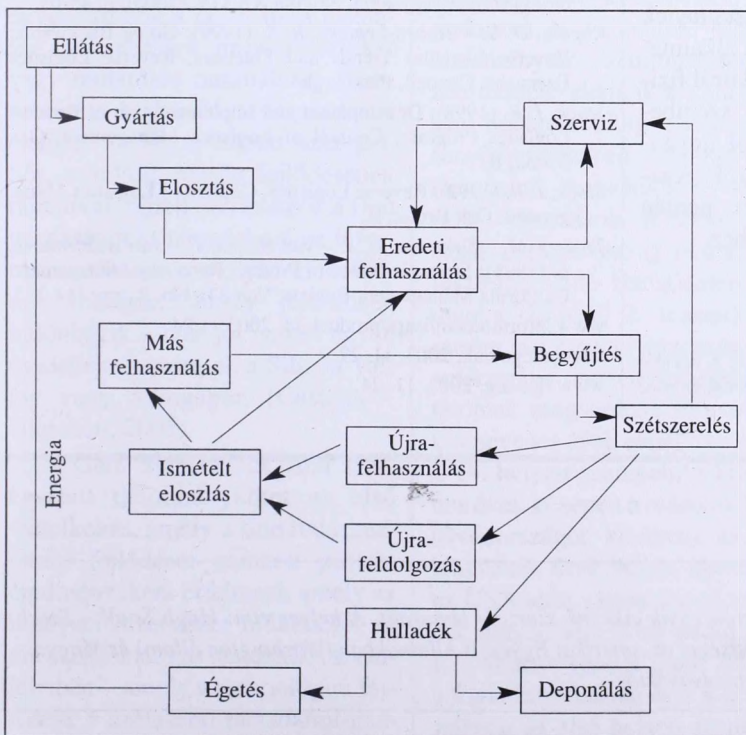 Ellátás
Gyártás
Szerviz
Elosztás
Eredeti
felhasználás
Más
felhasználás
Begyűjtés
Szétszerelés
Újra-
felhasználás
Ismételt
eloszlás
Energia
Újra-
feldolgozás
Hulladék
Égetés
Deponálás